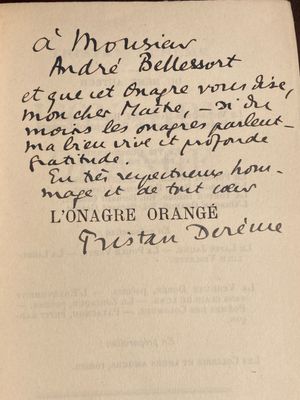 à Monsieur
André Bellessort
et que cet Onagre vous dise,
mon cher Maître, – si du
moins les onagres parlent –
ma bien vive et profonde
gratitude.
En très respectueux hom-
mage et de tout cœur
L'ONAGRE ORANGÉ
Tristan Derème